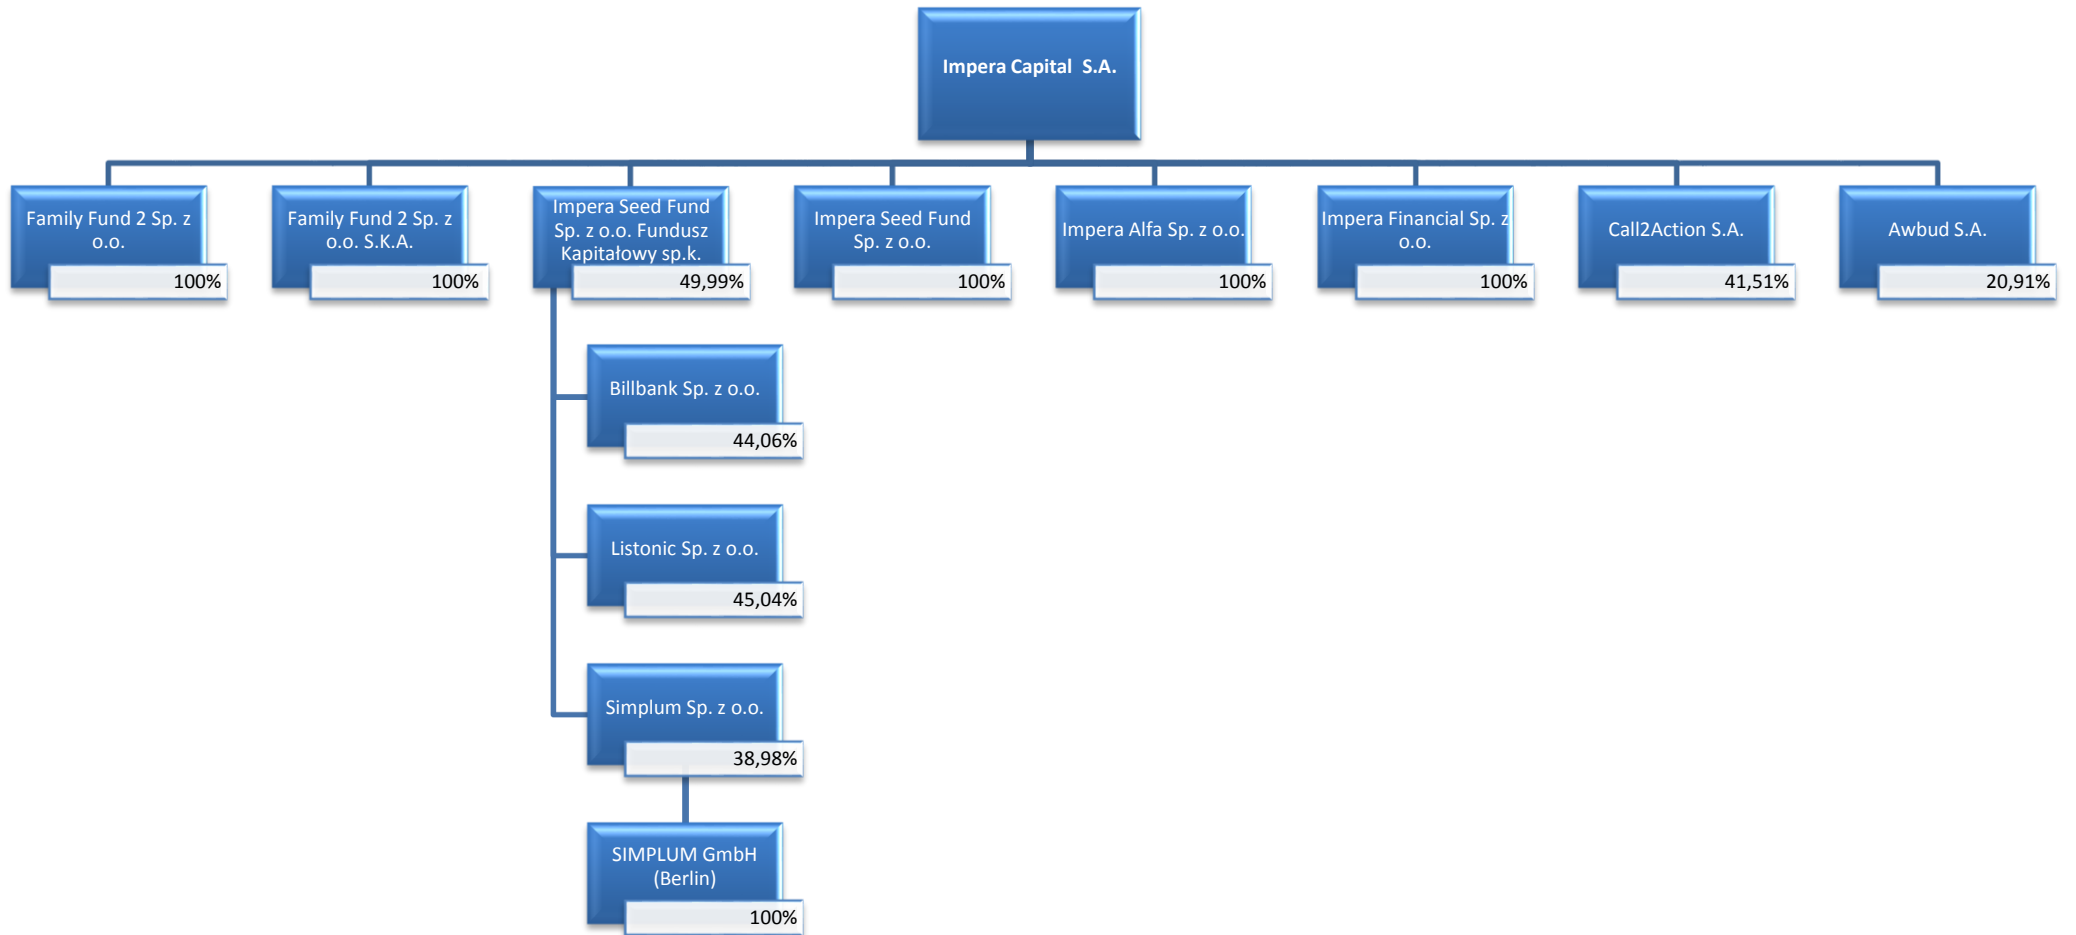 Impera Capital S.A.
Family Fund 2 Sp. z
o.o.
100%
Family Fund 2 Sp. z
o.o. S.K.A.
100%
Impera Seed Fund
Sp. z o.o. Fundusz
Kapitałowy sp.k.
49,99%
Impera Seed Fund
Sp. z o.o.
100%
Impera Alfa Sp. z o.o.
100%
Impera Financial Sp. z
o.o.
100%
Call2Action S.A.
41,51%
Awbud S.A.
20,91%
Billbank Sp. z o.o.
44,06%
Listonic Sp. z o.o.
45,04%
Simplum Sp. z o.o.
38,98%
SIMPLUM GmbH
(Berlin)
100%